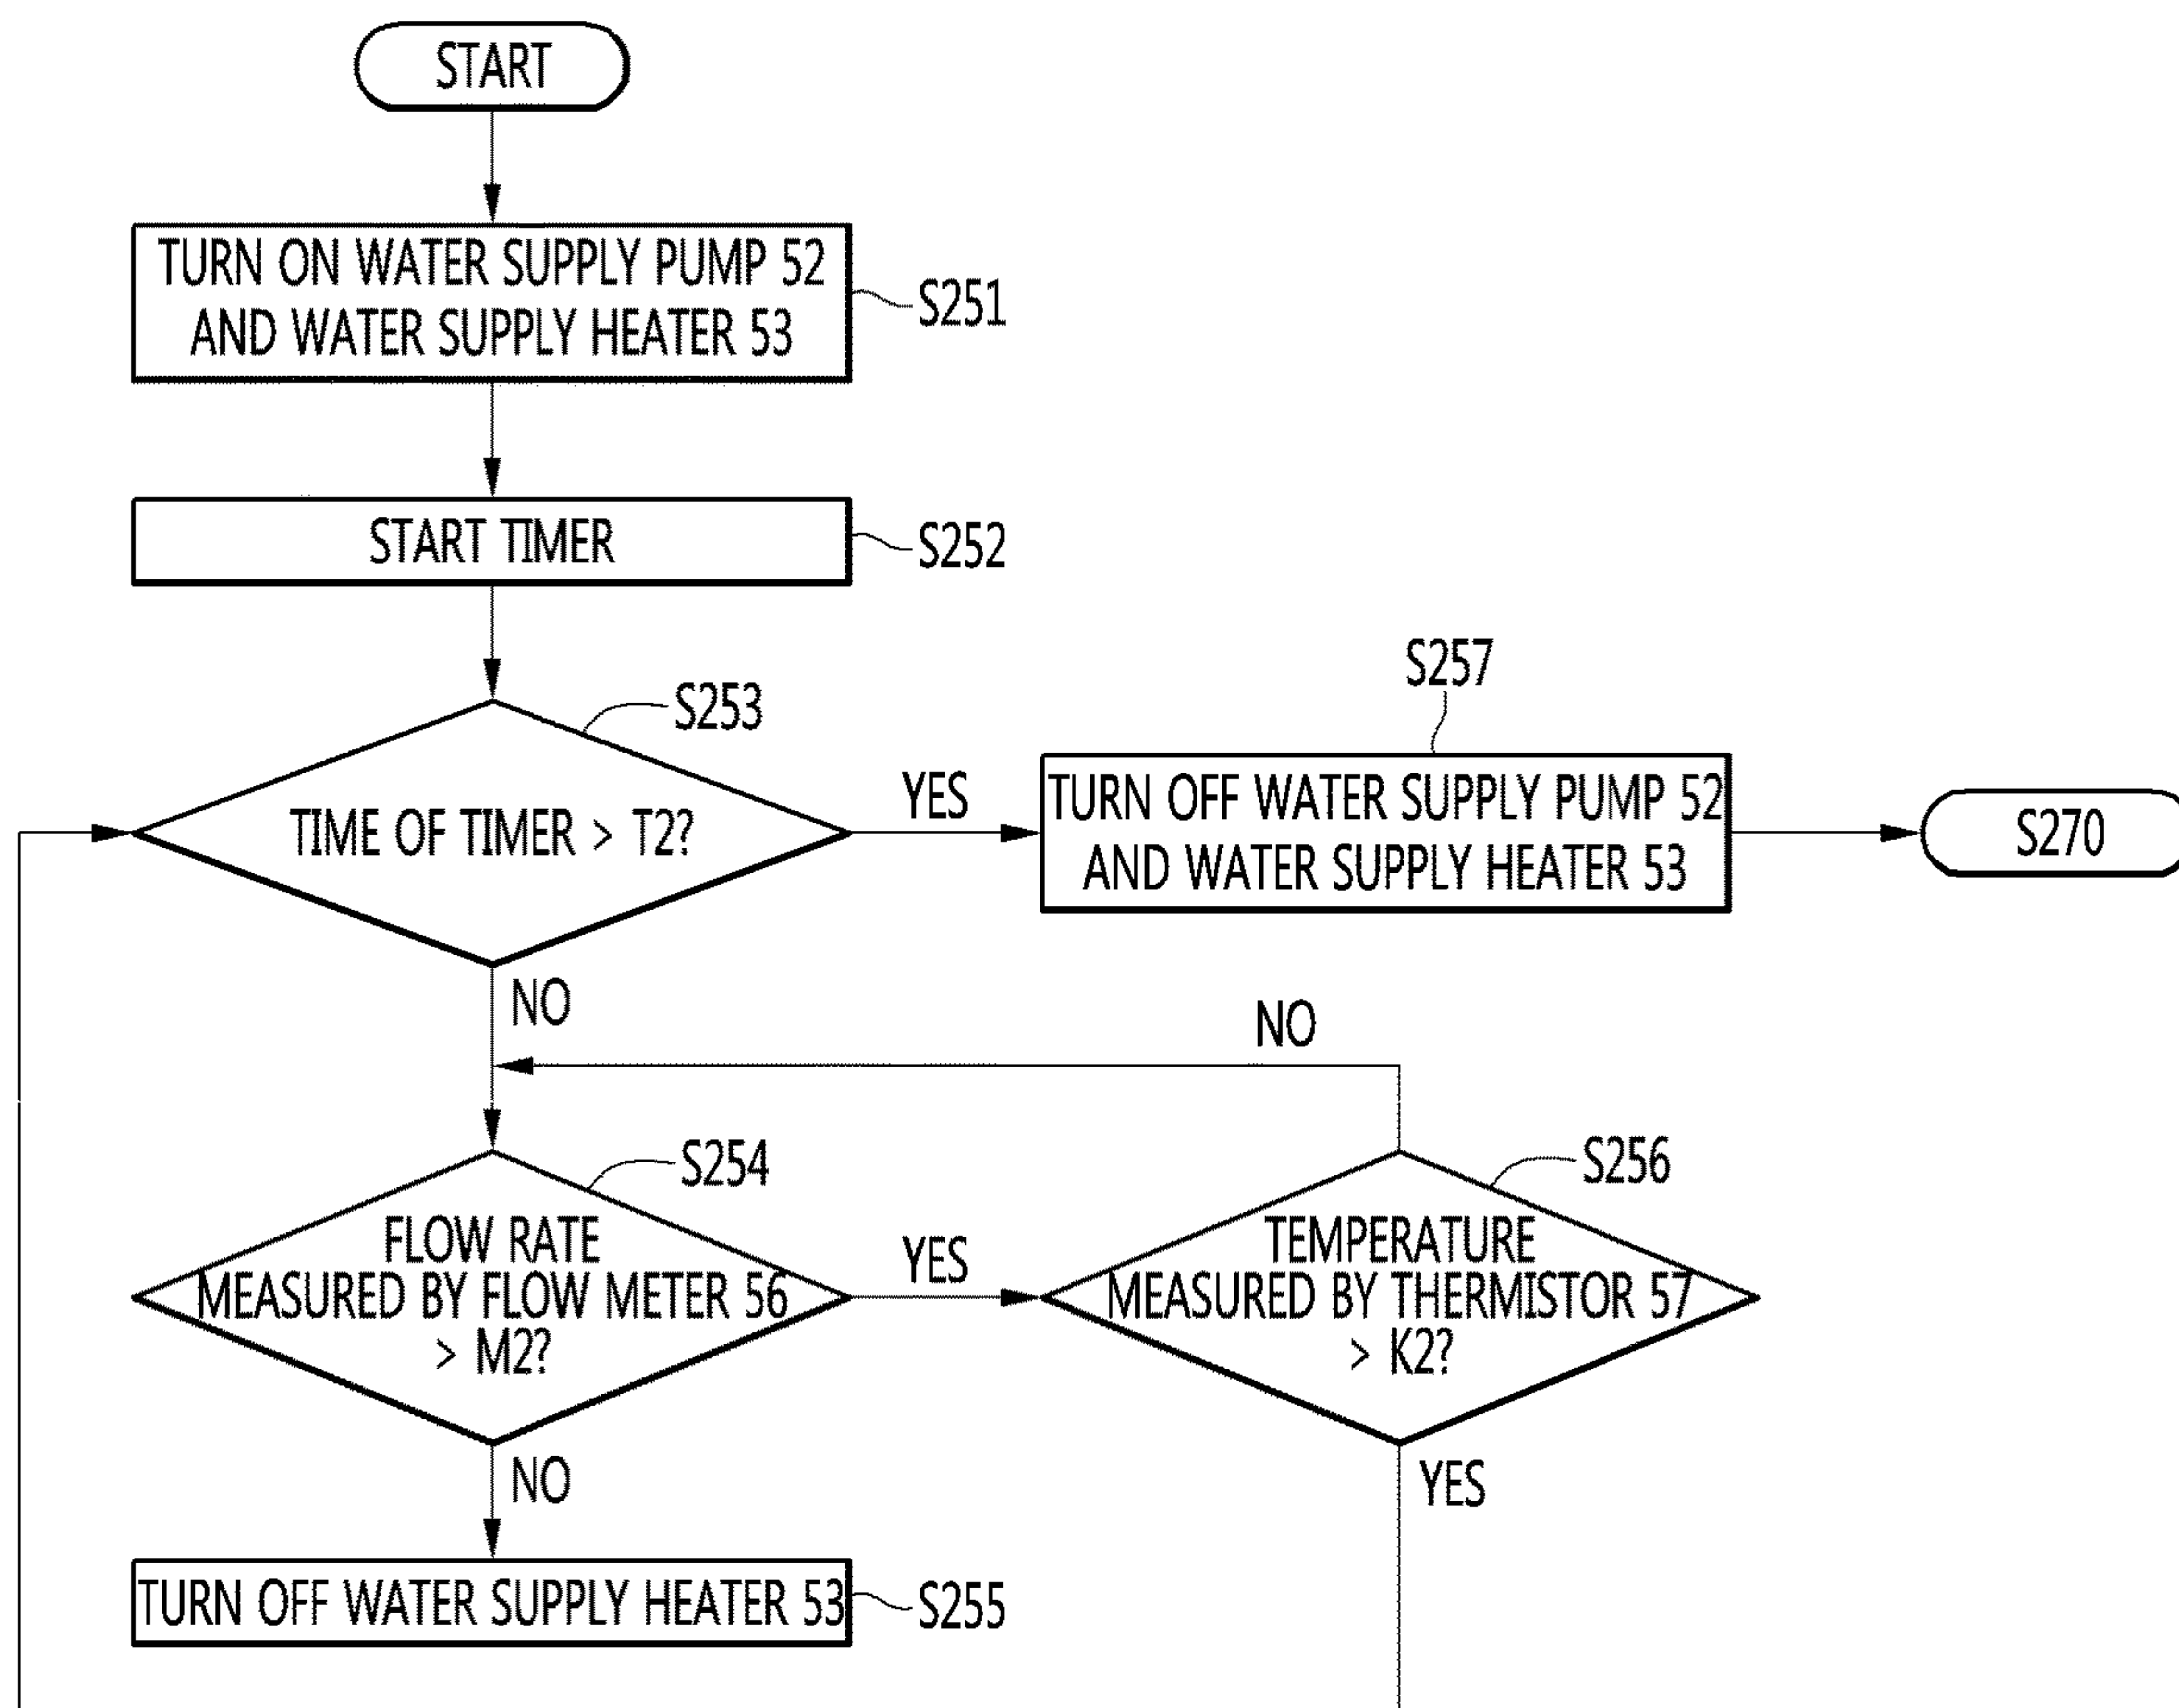 START
TURN ON WATER SUPPLY PUMP 52
AND WATER SUPPLY HEATER 53
S251
START TIMER
S252
S253
TIME OF TIMER > T2?
YES
S257
TURN OFF WATER SUPPLY PUMP 52
AND WATER SUPPLY HEATER 53
S270
NO
NO
S254
FLOW RATE
MEASURED BY FLOW METER 56
> M2?
YES
S256
TEMPERATURE
MEASURED BY THERMISTOR 57
> K2?
NO
YES
TURN OFF WATER SUPPLY HEATER 53
S255